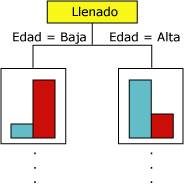 Llenado
Edad = Baja Edad = Alta